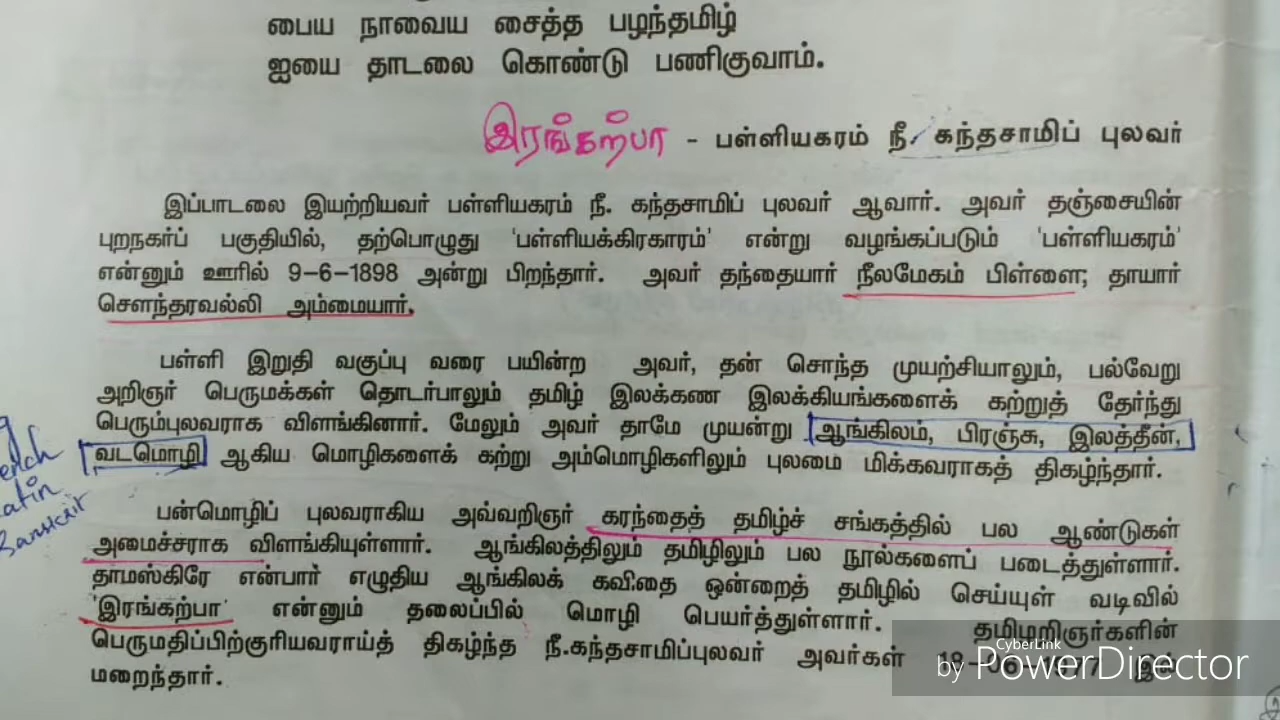 பைய நாவைய சைத்த பழந்தமிழ்
ஐயை தாடலை கொண்டு பணிகுவாம்.
இரங்கற்பா - பள்ளியகரம் நீ. கந்தசாமிப் புலவர்
இப்பாடலை இயற்றியவர் பள்ளியகரம் நீ. கந்தசாமிப் புலவர் ஆவார். அவர் தஞ்சையின்
புறநகர்ப் பகுதியில், தற்பொழுது 'பள்ளியக்கிரகாரம்' என்று வழங்கப்படும் 'பள்ளியகரம்'
என்னும் ஊரில் 9-6-1898 அன்று பிறந்தார். அவர் தந்தையார் நீலமேகம் பிள்ளை; தாயார்
சௌந்தரவல்லி அம்மையார்.
பள்ளி இறுதி வகுப்பு வரை பயின்ற அவர், தன் சொந்த முயற்சியாலும், பல்வேறு
அறிஞர் பெருமக்கள் தொடர்பாலும் தமிழ் இலக்கண இலக்கியங்களைக் கற்றுத் தேர்ந்து
பெரும்புலவராக விளங்கினார். மேலும் அவர் தாமே முயன்று ஆங்கிலம், பிரஞ்சு, இலத்தீன்,
வடமொழி ஆகிய மொழிகளைக் கற்று அம்மொழிகளிலும் புலமை மிக்கவராகத் திகழ்ந்தார்.
ench
atin
Sanskrit
பன்மொழிப் புலவராகிய அவ்வறிஞர் கரந்தைத் தமிழ்ச் சங்கத்தில் பல ஆண்டுகள்
அமைச்சராக விளங்கியுள்ளார். ஆங்கிலத்திலும் தமிழிலும் பல நூல்களைப் படைத்துள்ளார்.
தாமஸ்கிரே என்பார் எழுதிய ஆங்கிலக் கவிதை ஒன்றைத் தமிழில் செய்யுள் வடிவில்
'இரங்கற்பா' என்னும் தலைப்பில் மொழி பெயர்த்துள்ளார். தமிழறிஞர்களின்
பெருமதிப்பிற்குரியவராய்த் திகழ்ந்த நீ.கந்தசாமிப்புலவர் அவர்கள் 18-06-1977 இல்
மறைந்தார்.
CyberLink
by PowerDirector